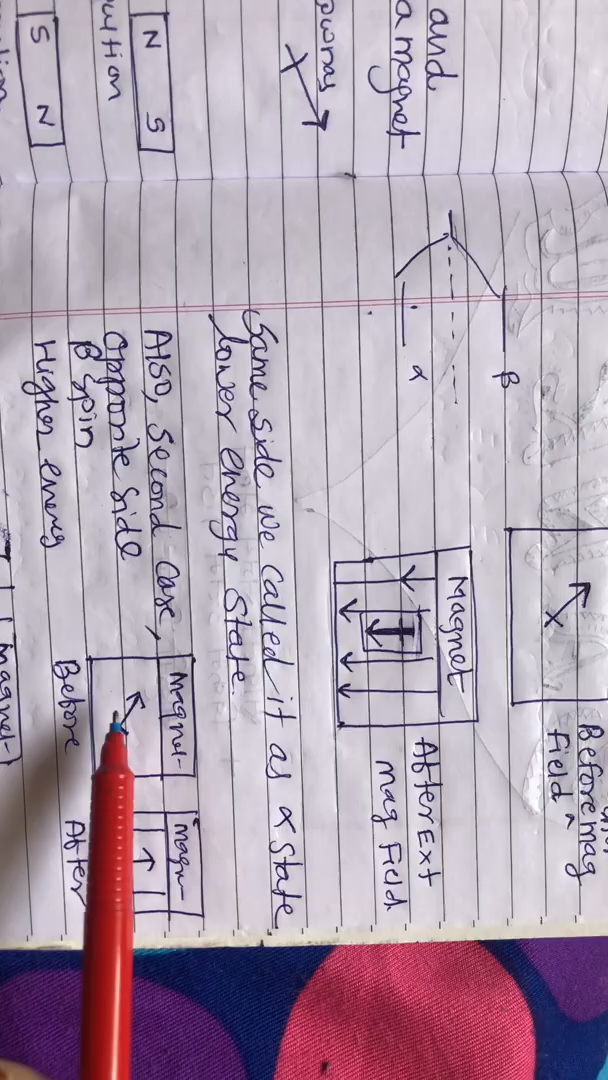 and
a magnet
N S
S N
β
α
Before mag
Field
x
Magnet
After Ext
mag Field
Same side we called it as α state
lower energy state.
Also, Second Case,
opposite side
β spin
Higher energy
Magnet
Before
After
magnet